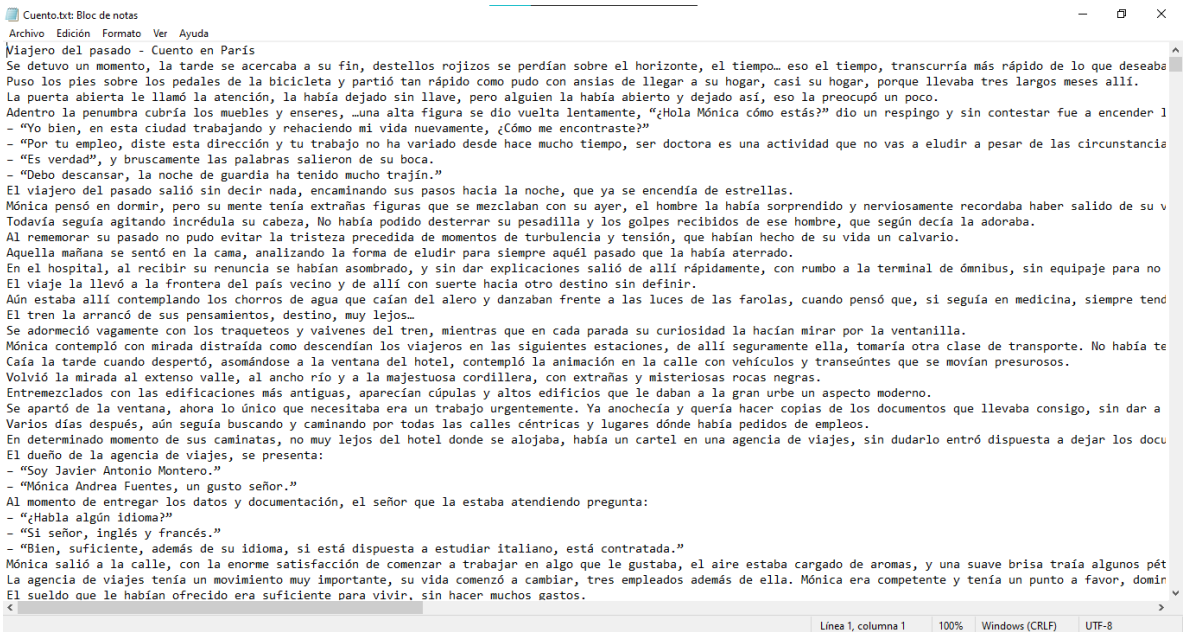 Cuento.txt: Bloc de notas
Archivo Edición Formato Ver Ayuda
Viajero del pasado - Cuento en París
Se detuvo un momento, la tarde se acercaba a su fin, destellos rojizos se perdían sobre el horizonte, el tiempo… eso el tiempo, transcurría más rápido de lo que deseaba
Puso los pies sobre los pedales de la bicicleta y partió tan rápido como pudo con ansias de llegar a su hogar, casi su hogar, porque llevaba tres largos meses allí.
La puerta abierta le llamó la atención, la había dejado sin llave, pero alguien la había abierto y dejado así, eso la preocupó un poco.
Adentro la penumbra cubría los muebles y enseres, …una alta figura se dio vuelta lentamente, “¿Hola Mónica cómo estás?” dio un respingo y sin contestar fue a encender
– “Yo bien, en esta ciudad trabajando y rehaciendo mi vida nuevamente, ¿Cómo me encontraste?”
– “Por tu empleo, diste esta dirección y tu trabajo no ha variado desde hace mucho tiempo, ser doctora es una actividad que no vas a eludir a pesar de las circunstancia
– “Es verdad”, y bruscamente las palabras salieron de su boca.
– “Debo descansar, la noche de guardia ha tenido mucho trajín.”
El viajero del pasado salió sin decir nada, encaminando sus pasos hacia la noche, que ya se encendía de estrellas.
Mónica pensó en dormir, pero su mente tenía extrañas figuras que se mezclaban con su ayer, el hombre la había sorprendido y nerviosamente recordaba haber salido de su v
Todavía seguía agitando incrédula su cabeza, No había podido desterrar su pesadilla y los golpes recibidos de ese hombre, que según decía la adoraba.
Al rememorar su pasado no pudo evitar la tristeza precedida de momentos de turbulencia y tensión, que habían hecho de su vida un calvario.
Aquella mañana se sentó en la cama, analizando la forma de eludir para siempre aquél pasado que la había aterrado.
En el hospital, al recibir su renuncia se habían asombrado, y sin dar explicaciones salió de allí rápidamente, con rumbo a la terminal de ómnibus, sin equipaje para no
El viaje la llevó a la frontera del país vecino y de allí con suerte hacia otro destino sin definir.
Aún estaba allí contemplando los chorros de agua que caían del alero y danzaban frente a las luces de las farolas, cuando pensó que, si seguía en medicina, siempre tend
El tren la arrancó de sus pensamientos, destino, muy lejos…
Se adormeció vagamente con los traqueteos y vaivenes del tren, mientras que en cada parada su curiosidad la hacían mirar por la ventanilla.
Mónica contempló con mirada distraída como descendían los viajeros en las siguientes estaciones, de allí seguramente ella, tomaría otra clase de transporte. No había te
Caía la tarde cuando despertó, asomándose a la ventana del hotel, contempló la animación en la calle con vehículos y transeúntes que se movían presurosos.
Volvió la mirada al extenso valle, al ancho río y a la majestuosa cordillera, con extrañas y misteriosas rocas negras.
Entremezclados con las edificaciones más antiguas, aparecían cúpulas y altos edificios que le daban a la gran urbe un aspecto moderno.
Se apartó de la ventana, ahora lo único que necesitaba era un trabajo urgentemente. Ya anochecía y quería hacer copias de los documentos que llevaba consigo, sin dar a
Varios días después, aún seguía buscando y caminando por todas las calles céntricas y lugares dónde había pedidos de empleos.
En determinado momento de sus caminatas, no muy lejos del hotel donde se alojaba, había un cartel en una agencia de viajes, sin dudarlo entró dispuesta a dejar los docu
El dueño de la agencia de viajes, se presenta:
– “Soy Javier Antonio Montero.”
– “Mónica Andrea Fuentes, un gusto señor.”
Al momento de entregar los datos y documentación, el señor que la estaba atendiendo pregunta:
– “¿Habla algún idioma?”
– “Si señor, inglés y francés.”
– “Bien, suficiente, además de su idioma, si está dispuesta a estudiar italiano, está contratada.”
Mónica salió a la calle, con la enorme satisfacción de comenzar a trabajar en algo que le gustaba, el aire estaba cargado de aromas, y una suave brisa traía algunos pét
La agencia de viajes tenía un movimiento muy importante, su vida comenzó a cambiar, tres empleados además de ella. Mónica era competente y tenía un punto a favor, domin
El sueldo que le habían ofrecido era suficiente para vivir, sin hacer muchos gastos.
Línea 1, columna 1 100% Windows (CRLF) UTF-8